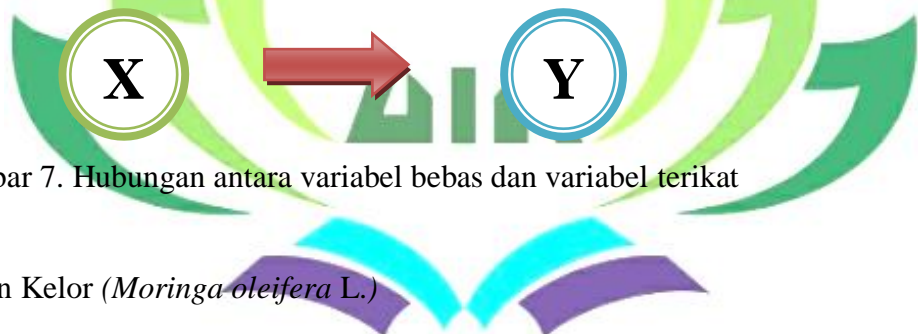 X Y
bar 7. Hubungan antara variabel bebas dan variabel terikat
n Kelor (Moringa oleifera L.)